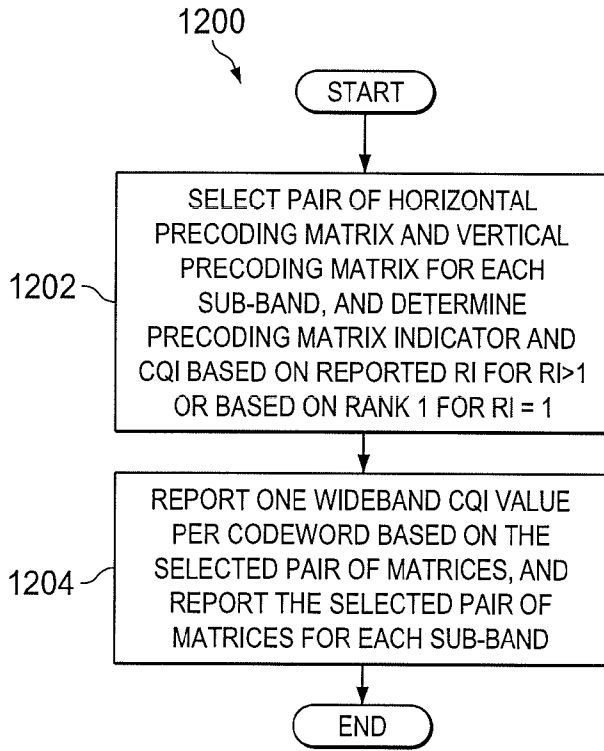 1200
START
SELECT PAIR OF HORIZONTAL
PRECODING MATRIX AND VERTICAL
PRECODING MATRIX FOR EACH
SUB-BAND, AND DETERMINE
PRECODING MATRIX INDICATOR AND
CQI BASED ON REPORTED RI FOR RI>1
OR BASED ON RANK 1 FOR RI = 1
1202
REPORT ONE WIDEBAND CQI VALUE
PER CODEWORD BASED ON THE
SELECTED PAIR OF MATRICES, AND
REPORT THE SELECTED PAIR OF
MATRICES FOR EACH SUB-BAND
1204
END